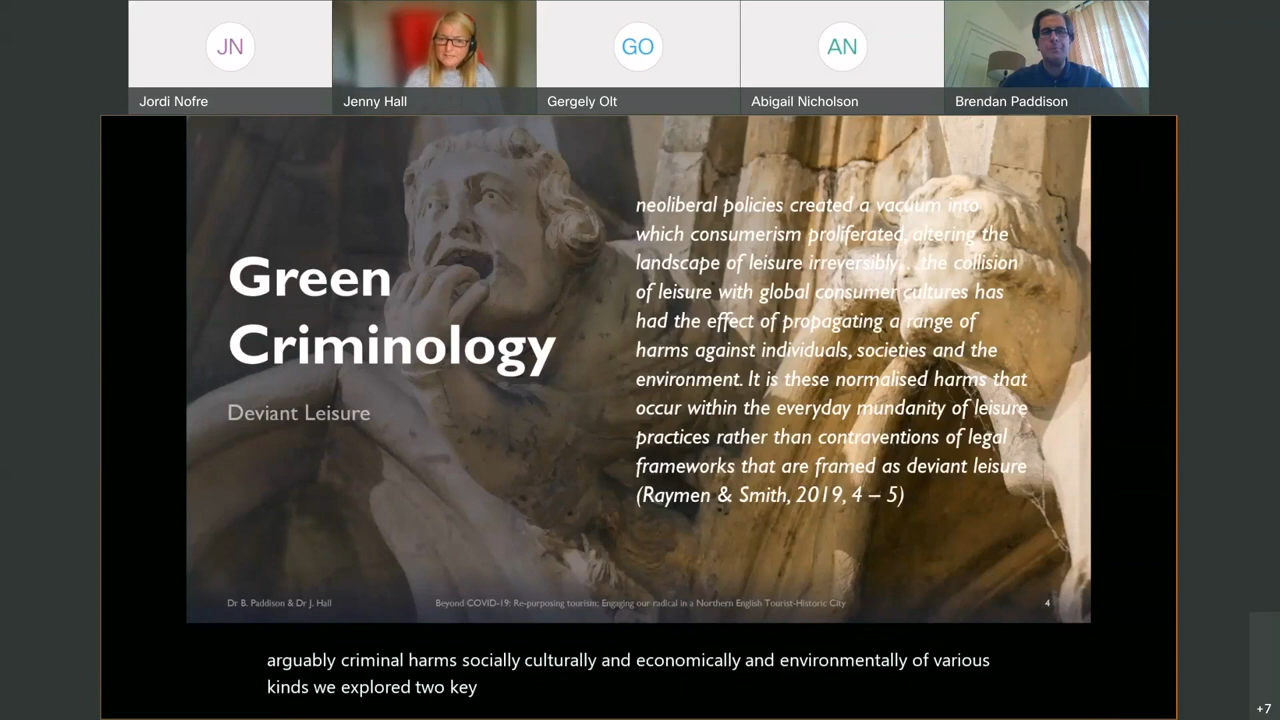 JN
GO
AN
Jordi Nofre
Jenny Hall
Gergely Olt
Abigail Nicholson
Brendan Paddison
Green
Criminology
Deviant Leisure
neoliberal policies created a vacuum into
which consumerism proliferated, altering the
landscape of leisure irreversibly…the collision
of leisure with global consumer cultures has
had the effect of propagating a range of
harms against individuals, societies and the
environment. It is these normalised harms that
occur within the everyday mundanity of leisure
practices rather than contraventions of legal
frameworks that are framed as deviant leisure
(Raymen & Smith, 2019, 4 – 5)
Dr B. Paddison & Dr J. Hall
Beyond COVID-19: Re-purposing tourism: Engaging our radical in a Northern English Tourist-Historic City
4
arguably criminal harms socially culturally and economically and environmentally of various
kinds we explored two key
+7